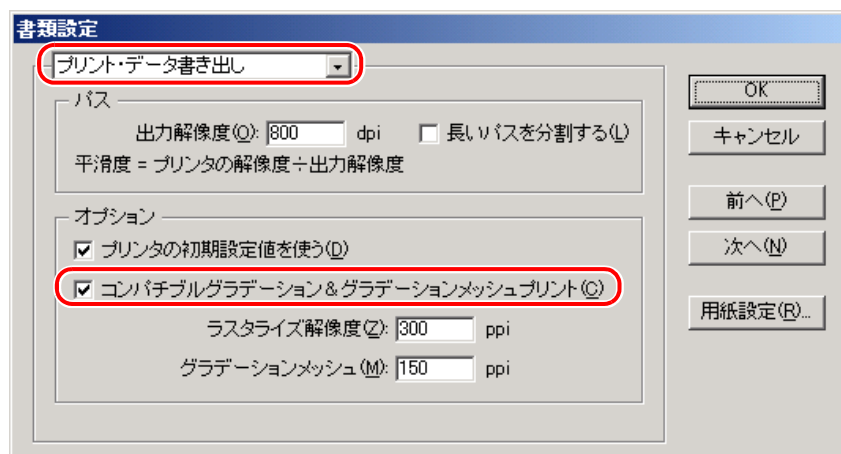 書類設定
プリント・データ書き出し
パス
出力解像度(O): 800 dpi 長いパスを分割する(L)
平滑度 = プリンタの解像度÷出力解像度
オプション
プリンタの初期設定値を使う(D)
コンパチブルグラデーション&グラデーションメッシュプリント(C)
ラスタライズ解像度(Z): 300 ppi
グラデーションメッシュ(M): 150 ppi
OK
キャンセル
前へ(P)
次へ(N)
用紙設定(R)...